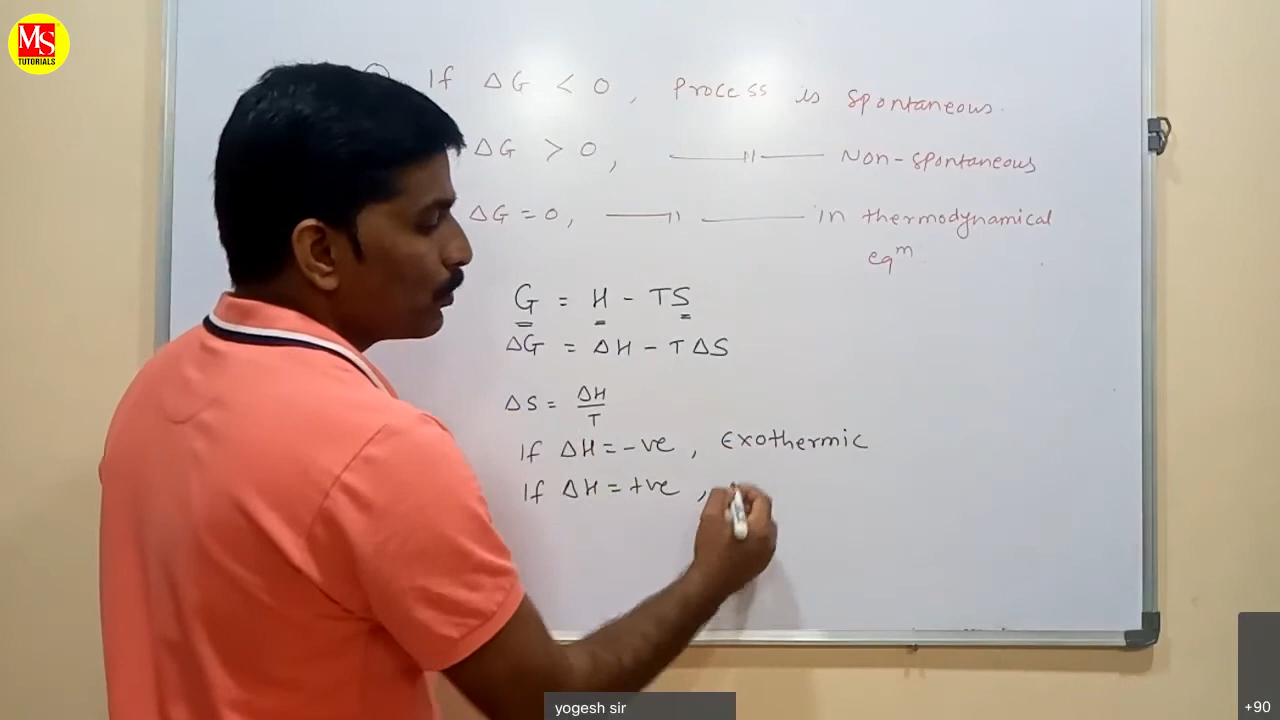 MS
TUTORIALS
If ΔG < 0, Process is spontaneous.
ΔG > 0, —〃— Non-spontaneous
ΔG = 0, —〃— in thermodynamical
eqᵐ
G = H - TS
ΔG = ΔH - TΔS
ΔS = ΔH/T
If ΔH = -ve, Exothermic
If ΔH = +ve,
yogesh sir
+90